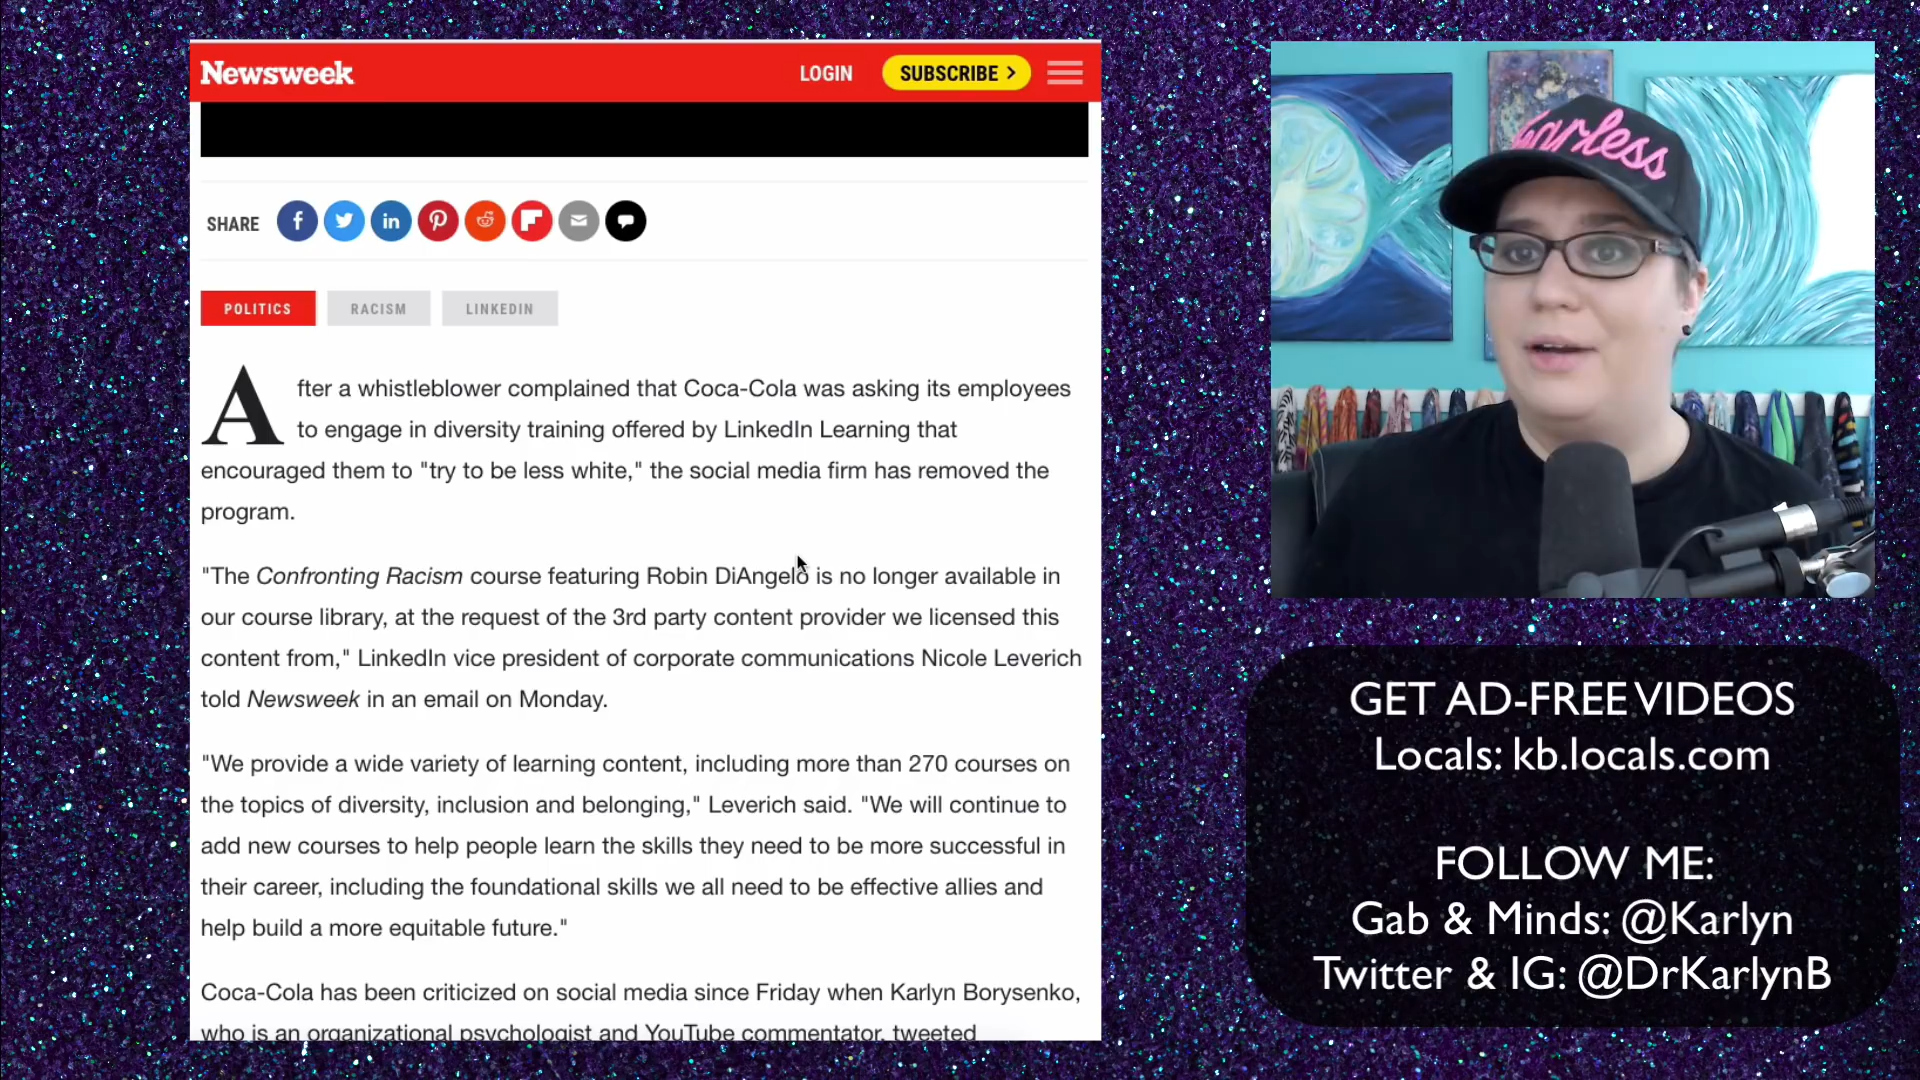 Newsweek
LOGIN
SUBSCRIBE >
SHARE
POLITICS
RACISM
LINKEDIN
After a whistleblower complained that Coca-Cola was asking its employees
to engage in diversity training offered by LinkedIn Learning that
encouraged them to "try to be less white," the social media firm has removed the
program.
"The Confronting Racism course featuring Robin DiAngelo is no longer available in
our course library, at the request of the 3rd party content provider we licensed this
content from," LinkedIn vice president of corporate communications Nicole Leverich
told Newsweek in an email on Monday.
"We provide a wide variety of learning content, including more than 270 courses on
the topics of diversity, inclusion and belonging," Leverich said. "We will continue to
add new courses to help people learn the skills they need to be more successful in
their career, including the foundational skills we all need to be effective allies and
help build a more equitable future."
Coca-Cola has been criticized on social media since Friday when Karlyn Borysenko,
who is an organizational psychologist and YouTube commentator, tweeted
fearless
GET AD-FREE VIDEOS
Locals: kb.locals.com
FOLLOW ME:
Gab & Minds: @Karlyn
Twitter & IG: @DrKarlynB